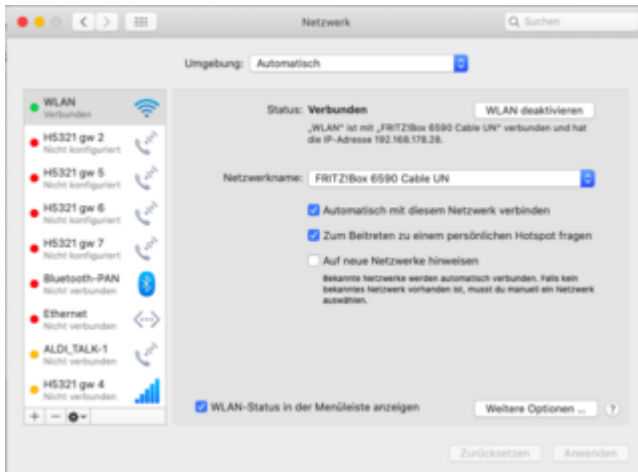 Netzwerk
Suchen
Umgebung: Automatisch
WLAN
Verbunden
H5321 gw 2
Nicht konfiguriert
H5321 gw 5
Nicht konfiguriert
H5321 gw 6
Nicht konfiguriert
H5321 gw 7
Nicht konfiguriert
Bluetooth-PAN
Nicht verbunden
Ethernet
Nicht verbunden
ALDI_TALK-1
Nicht verbunden
H5321 gw 4
Nicht verbunden
Status: Verbunden
WLAN deaktivieren
„WLAN“ ist mit „FRITZ!Box 6590 Cable UN“ verbunden und hat
die IP-Adresse 192.168.178.28.
Netzwerkname: FRITZ!Box 6590 Cable UN
Automatisch mit diesem Netzwerk verbinden
Zum Beitreten zu einem persönlichen Hotspot fragen
Auf neue Netzwerke hinweisen
Bekannte Netzwerke werden automatisch verbunden. Falls kein
bekanntes Netzwerk vorhanden ist, musst du manuell ein Netzwerk
auswählen.
WLAN-Status in der Menüleiste anzeigen
Weitere Optionen ...
?
Zurücksetzen
Anwenden